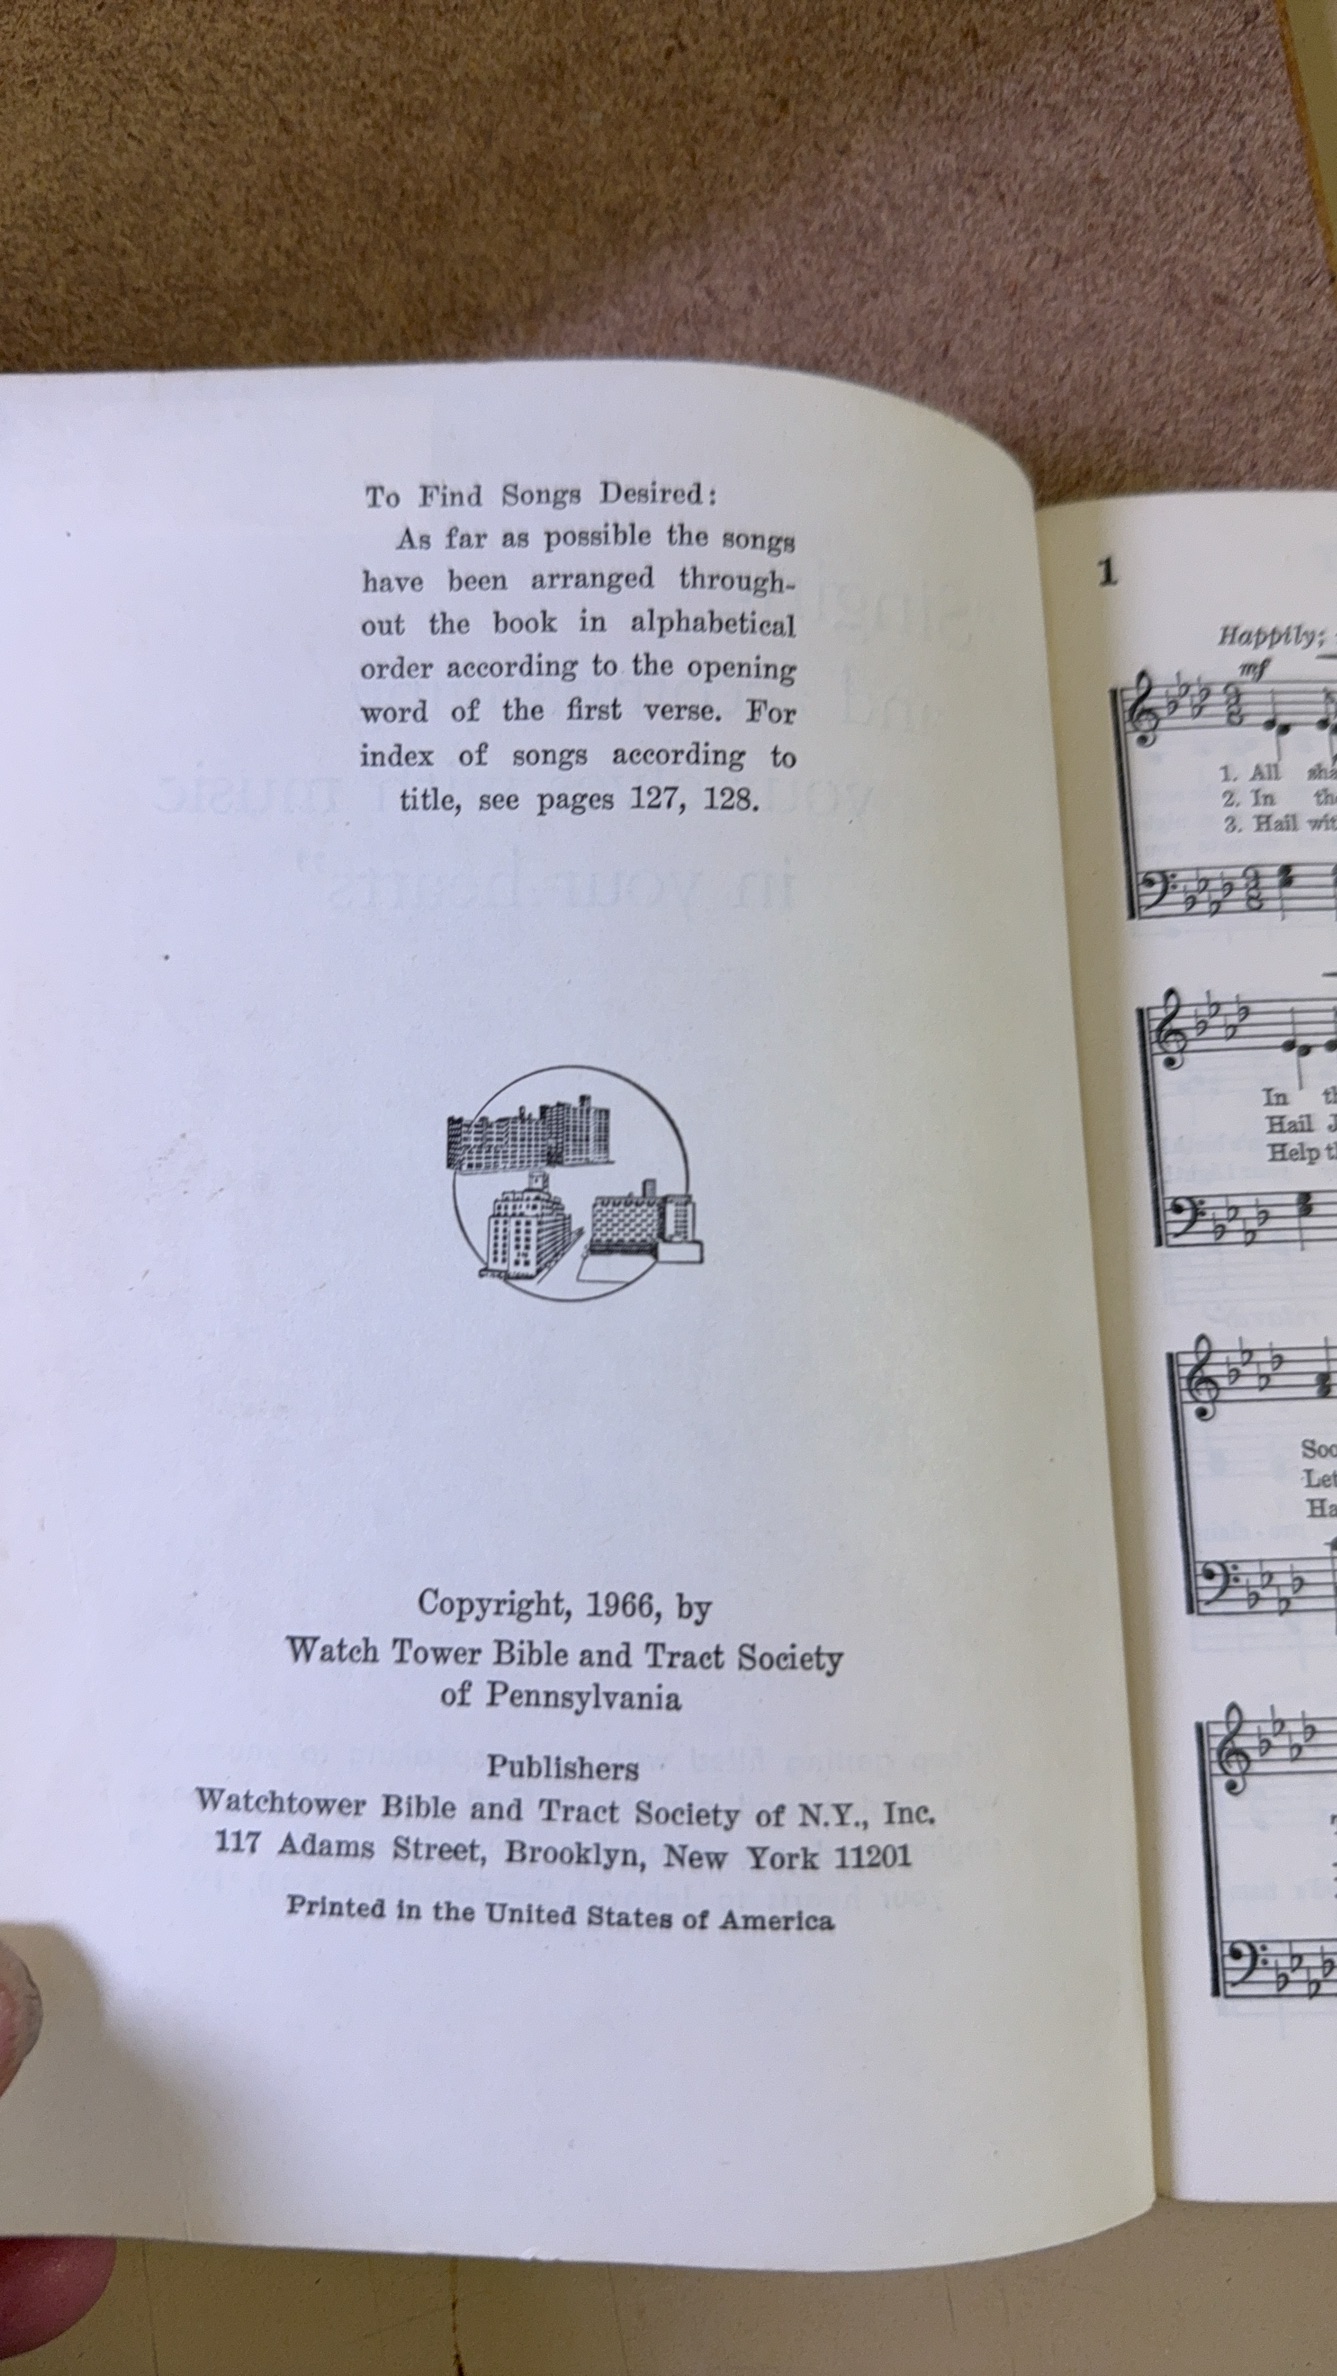 To Find Songs Desired:
As far as possible the songs
have been arranged through-
out the book in alphabetical
order according to the opening
word of the first verse. For
index of songs according to
title, see pages 127, 128.
Copyright, 1966, by
Watch Tower Bible and Tract Society
of Pennsylvania
Publishers
Watchtower Bible and Tract Society of N.Y., Inc.
117 Adams Street, Brooklyn, New York 11201
Printed in the United States of America
1
Happily;
mf
1. All
2. In
3. Hail
In
Hail
Help